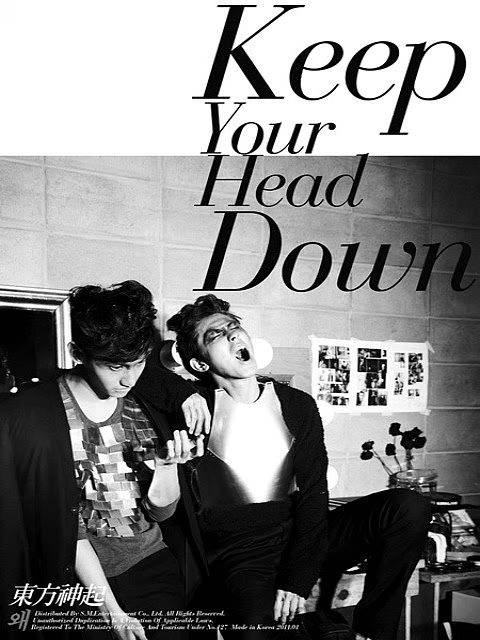 Keep
Your
Head
Down
東方神起
왜
Distributed By S.M.Entertainment Co., Ltd. All Rights Reserved.
Unauthorized Duplication Is A Violation Of Applicable Laws.
Registered To The Ministry Of Culture And Tourism Under No.127 Made in Korea 2011.01